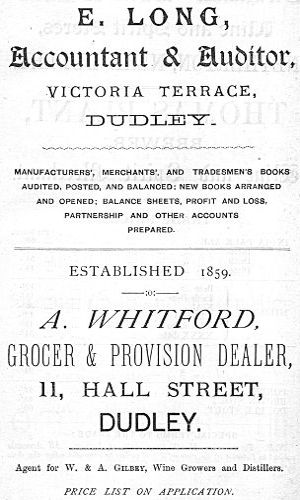 E. LONG,
Accountant & Auditor,
VICTORIA TERRACE,
DUDLEY.
MANUFACTURERS', MERCHANTS', AND TRADESMEN'S BOOKS
AUDITED, POSTED, AND BALANCED; NEW BOOKS ARRANGED
AND OPENED; BALANCE SHEETS, PROFIT AND LOSS,
PARTNERSHIP AND OTHER ACCOUNTS
PREPARED.
ESTABLISHED 1859.
:o:
A. WHITFORD,
GROCER & PROVISION DEALER,
11, HALL STREET,
DUDLEY.
Agent for W. & A. GILBEY, Wine Growers and Distillers.
PRICE LIST ON APPLICATION.